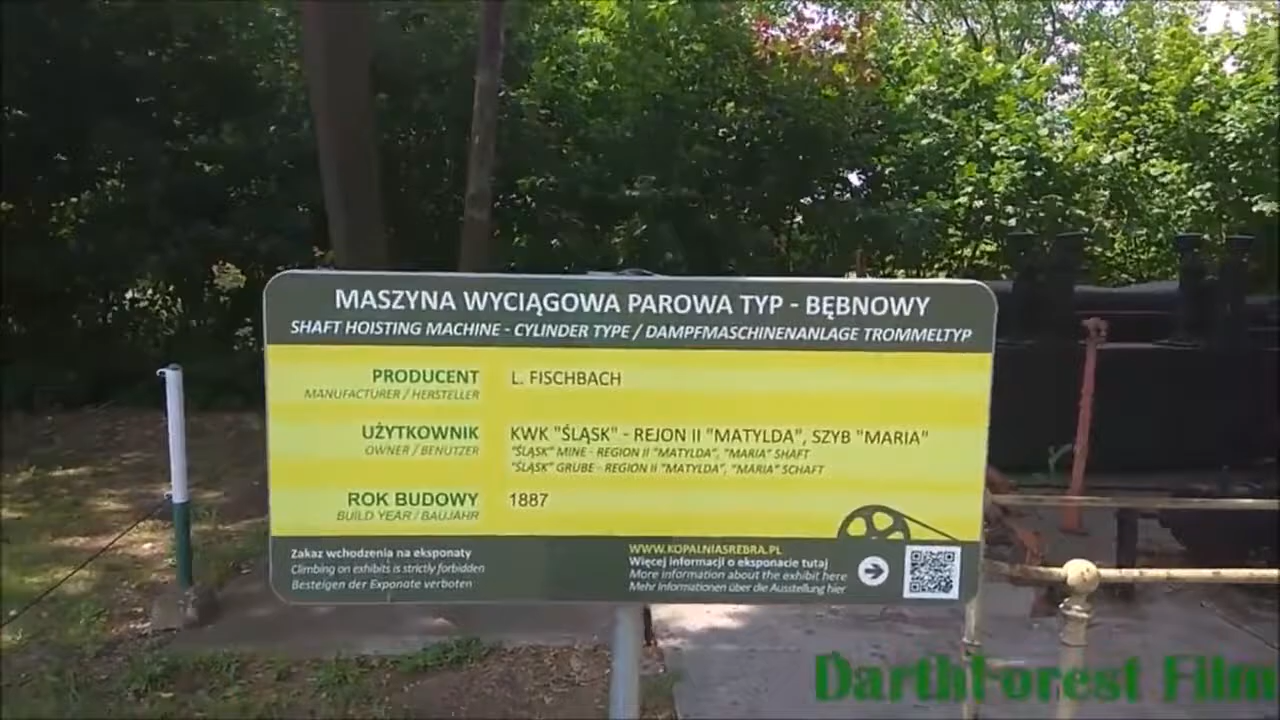 MASZYNA WYCIĄGOWA PAROWA TYP - BĘBNOWY
SHAFT HOISTING MACHINE - CYLINDER TYPE / DAMPFMASCHINENANLAGE TROMMELTYP
PRODUCENT L. FISCHBACH
MANUFACTURER / HERSTELLER
UŻYTKOWNIK KWK "ŚLĄSK" - REJON II "MATYLDA", SZYB "MARIA"
OWNER / BENUTZER "ŚLĄSK" MINE - REGION II "MATYLDA", "MARIA" SHAFT
"ŚLĄSK" GRUBE - REGION II "MATYLDA", "MARIA" SCHAFT
ROK BUDOWY 1887
BUILD YEAR / BAUJAHR
Zakaz wchodzenia na eksponaty
Climbing on exhibits is strictly forbidden
Besteigen der Exponate verboten
WWW.KOPALNIASREBRA.PL
Więcej informacji o eksponacie tutaj
More information about the exhibit here
Mehr Informationen über die Ausstellung hier
DarthForest Film